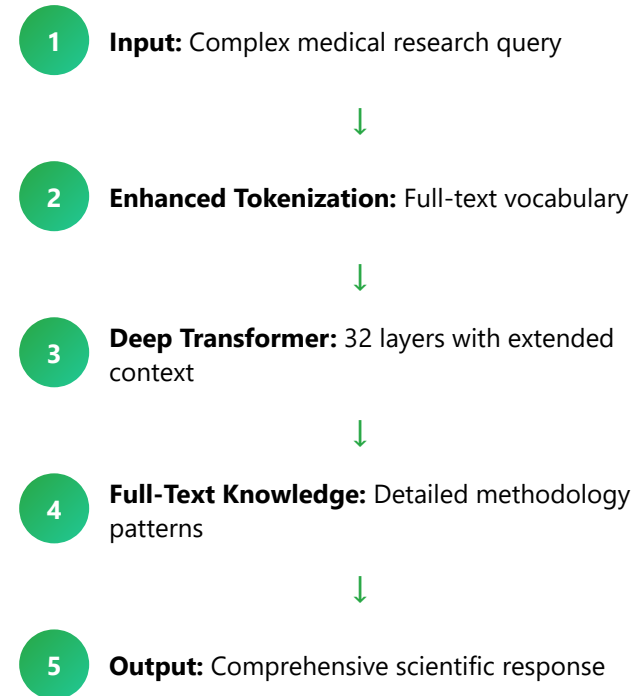 1
Input: Complex medical research query
↓
2
Enhanced Tokenization: Full-text vocabulary
↓
3
Deep Transformer: 32 layers with extended
context
↓
4
Full-Text Knowledge: Detailed methodology
patterns
↓
5
Output: Comprehensive scientific response